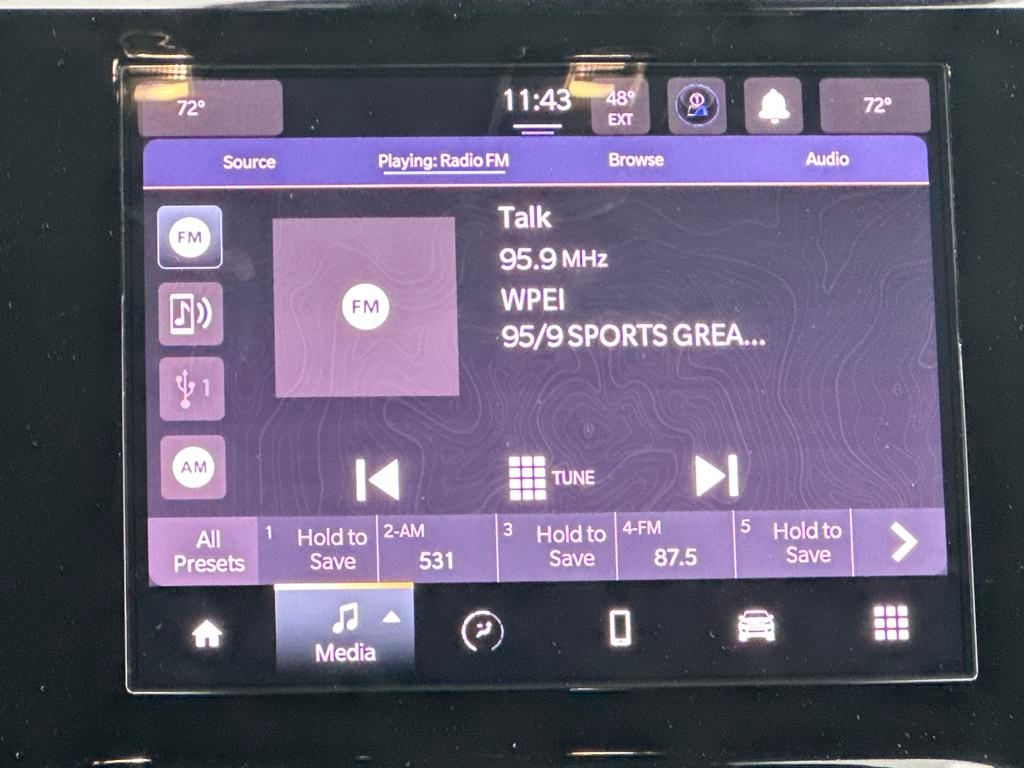 72°
11:43
48°
EXT
1
72°
Source
Playing: Radio FM
Browse
Audio
FM
1
AM
FM
Talk
95.9 MHz
WPEI
95/9 SPORTS GREA...
TUNE
All
Presets
1
Hold to
Save
2-AM
531
3
Hold to
Save
4-FM
87.5
5
Hold to
Save
Media